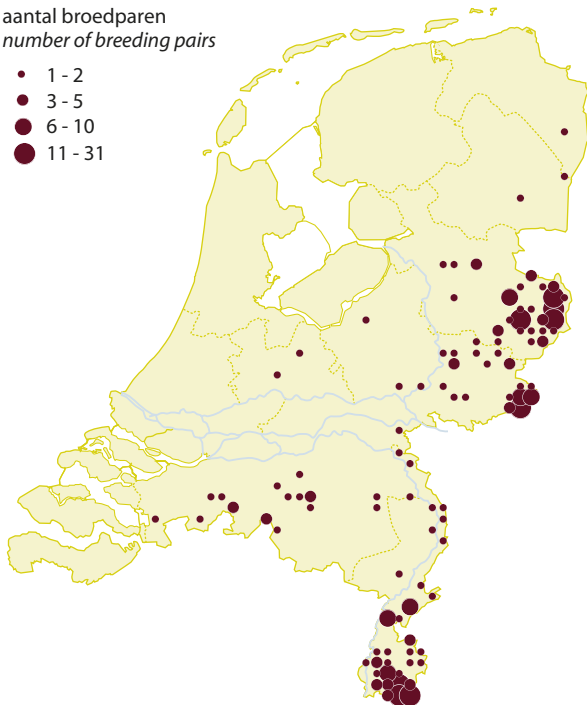 aantal broedparen
number of breeding pairs
1 - 2
3 - 5
6 - 10
11 - 31